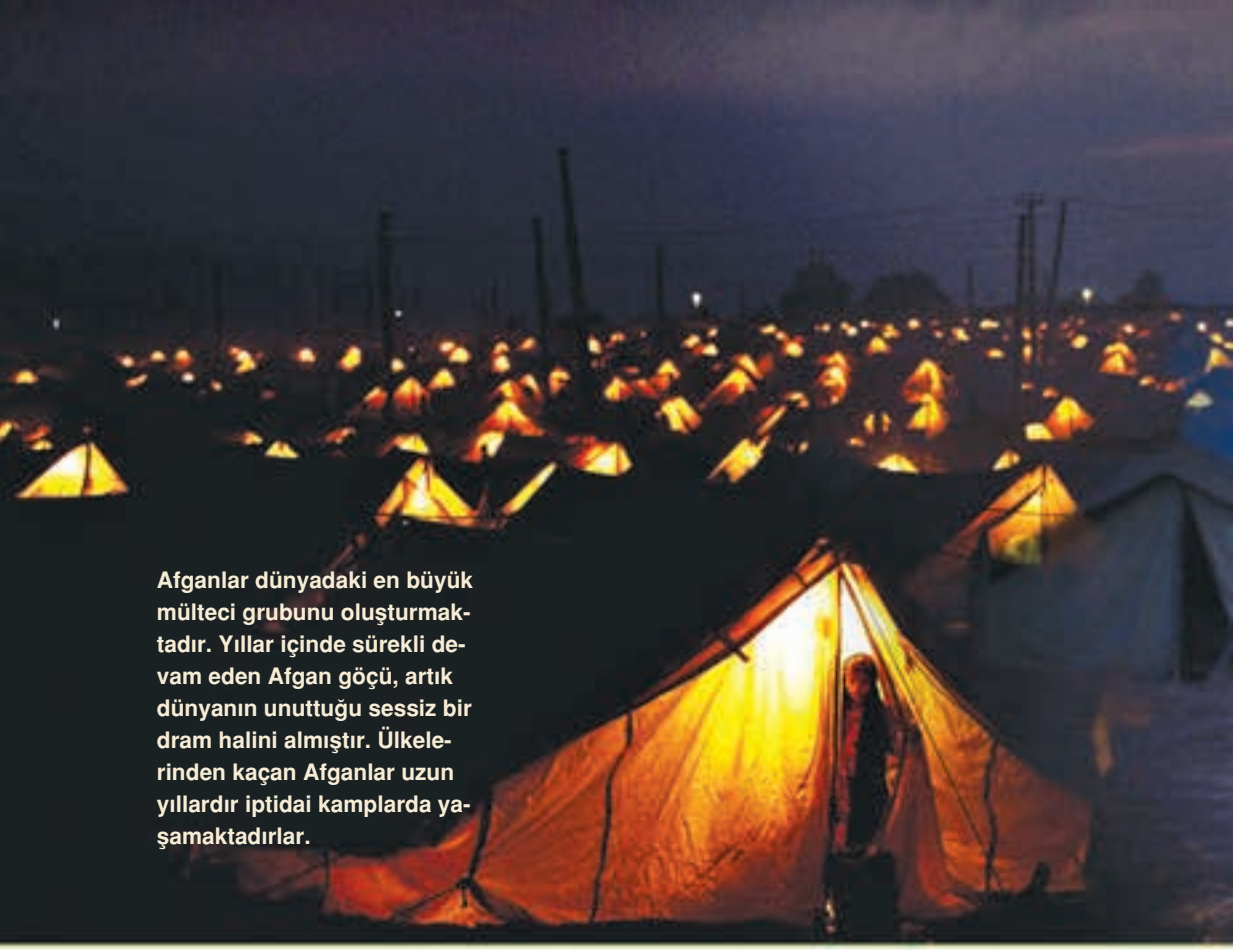 Afganlar dünyadaki en büyük
mülteci grubunu oluşturmak-
tadır. Yıllar içinde sürekli de-
vam eden Afgan göçü, artık
dünyanın unuttuğu sessiz bir
dram halini almıştır. Ülkele-
rinden kaçan Afganlar uzun
yıllardır iptidai kamplarda ya-
şamaktadırlar.